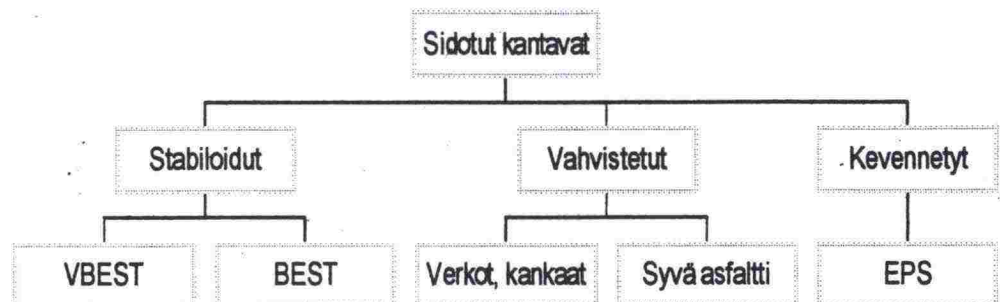 Sidotut kantavat
Stabiloidut
Vahvistetut
Kevennetyt
VBEST
BEST
Verkot, kankaat
Syvä asfaltti
EPS